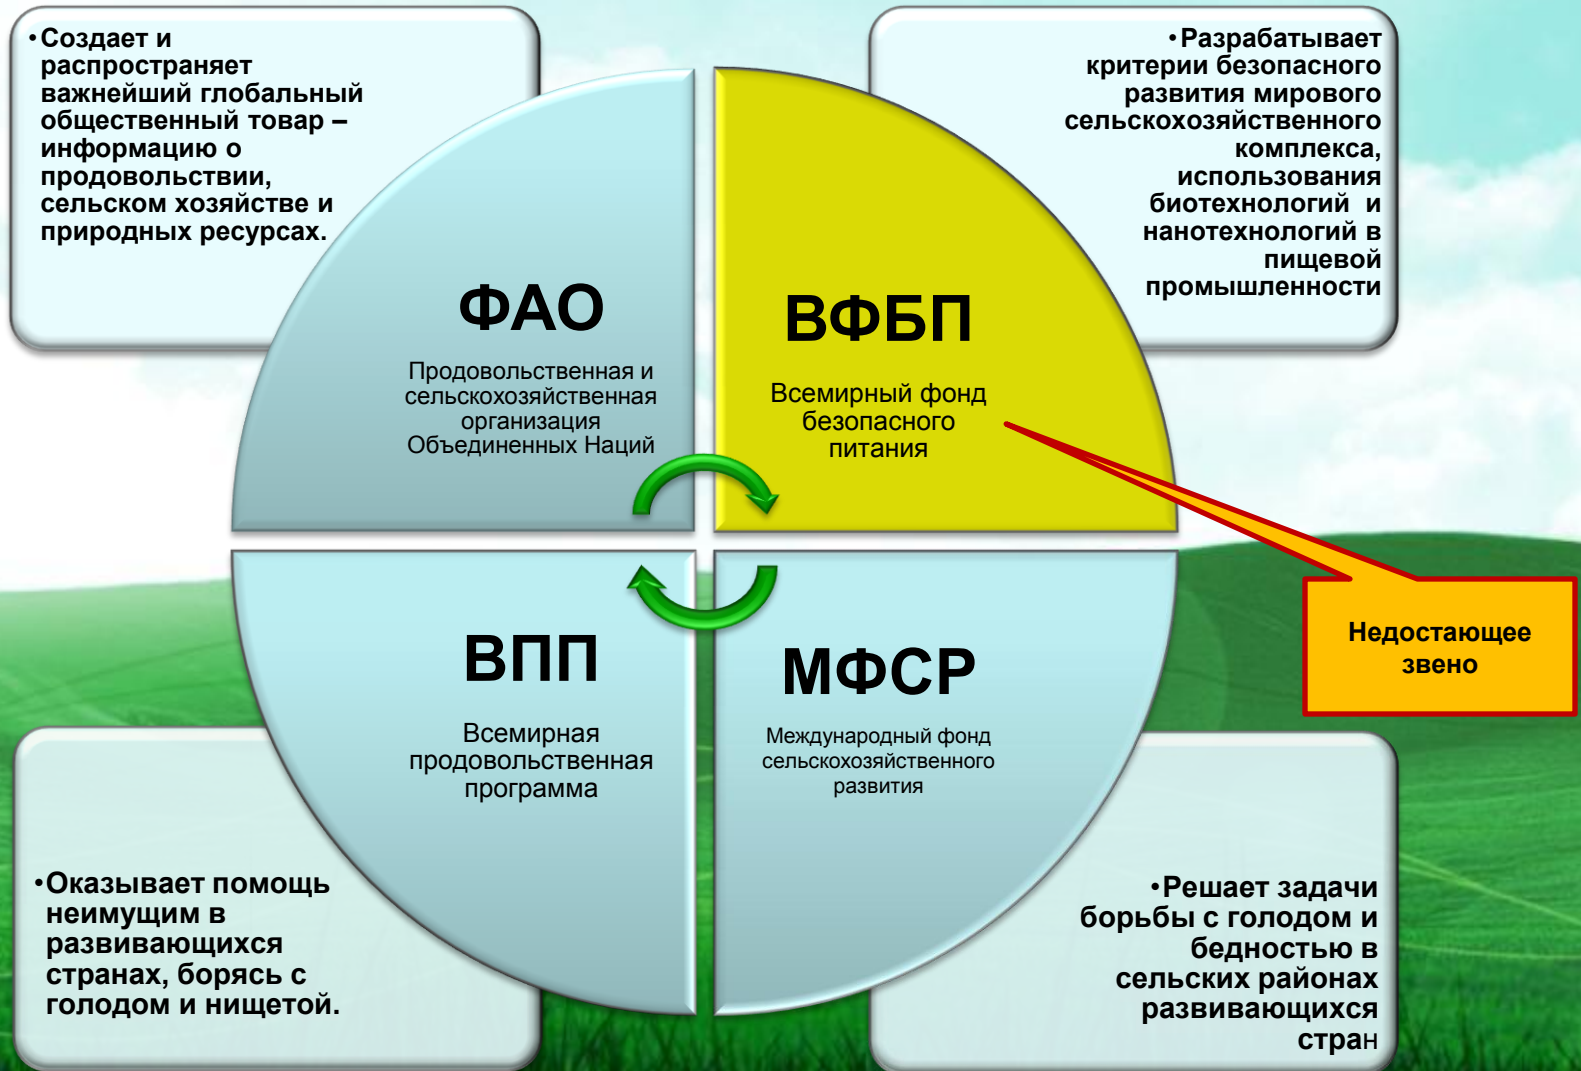 •Создает и
распространяет
важнейший глобальный
общественный товар –
информацию о
продовольствии,
сельском хозяйстве и
природных ресурсах.
•Разрабатывает
критерии безопасного
развития мирового
сельскохозяйственного
комплекса,
использования
биотехнологий и
нанотехнологий в
пищевой
промышленности
ФАО
Продовольственная и
сельскохозяйственная
организация
Объединенных Наций
ВФБП
Всемирный фонд
безопасного
питания
Недостающее
звено
ВПП
Всемирная
продовольственная
программа
МФСР
Международный фонд
сельскохозяйственного
развития
•Оказывает помощь
неимущим в
развивающихся
странах, борясь с
голодом и нищетой.
•Решает задачи
борьбы с голодом и
бедностью в
сельских районах
развивающихся
стран